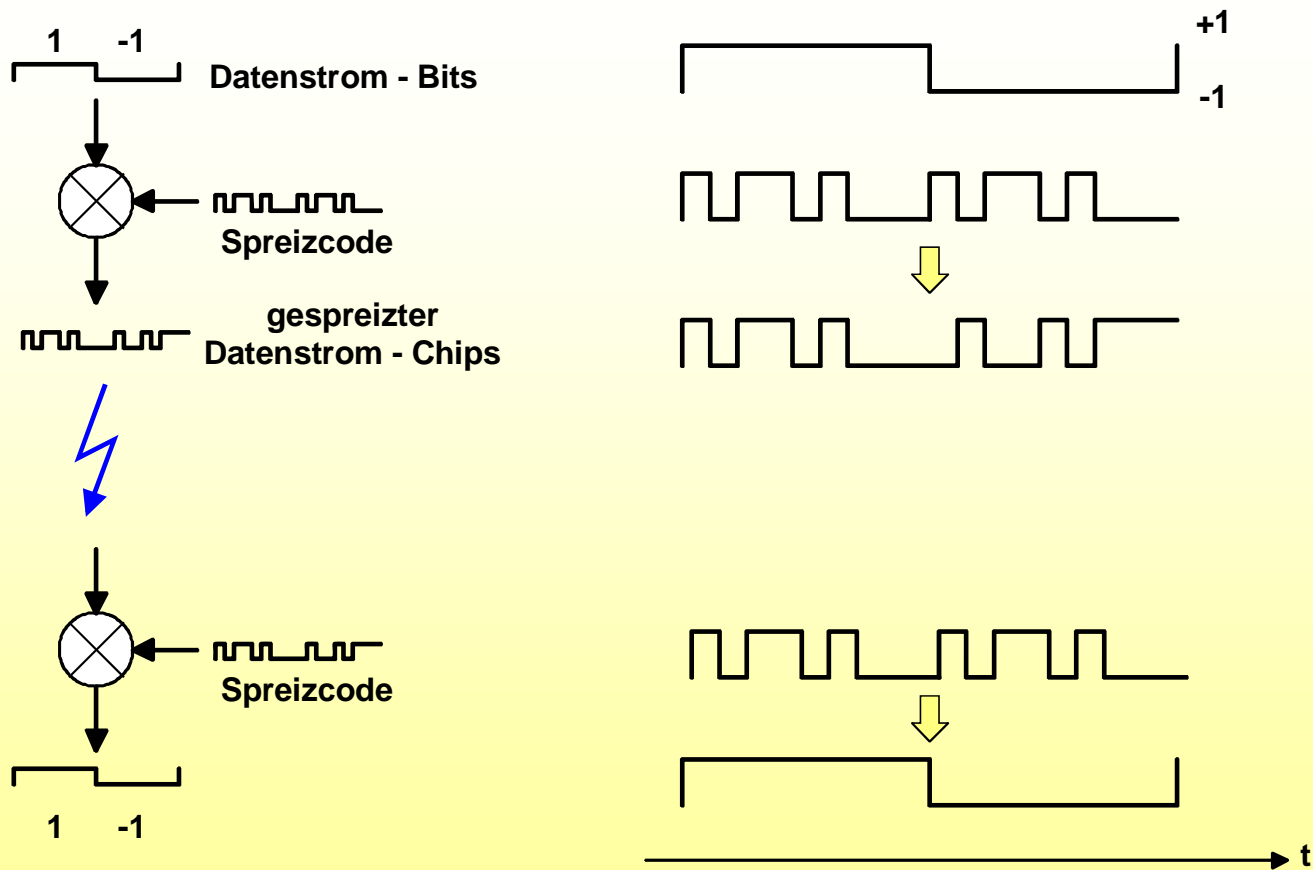 1 -1
Datenstrom - Bits
+1
-1
Spreizcode
gespreizter
Datenstrom - Chips
Spreizcode
1 -1
t